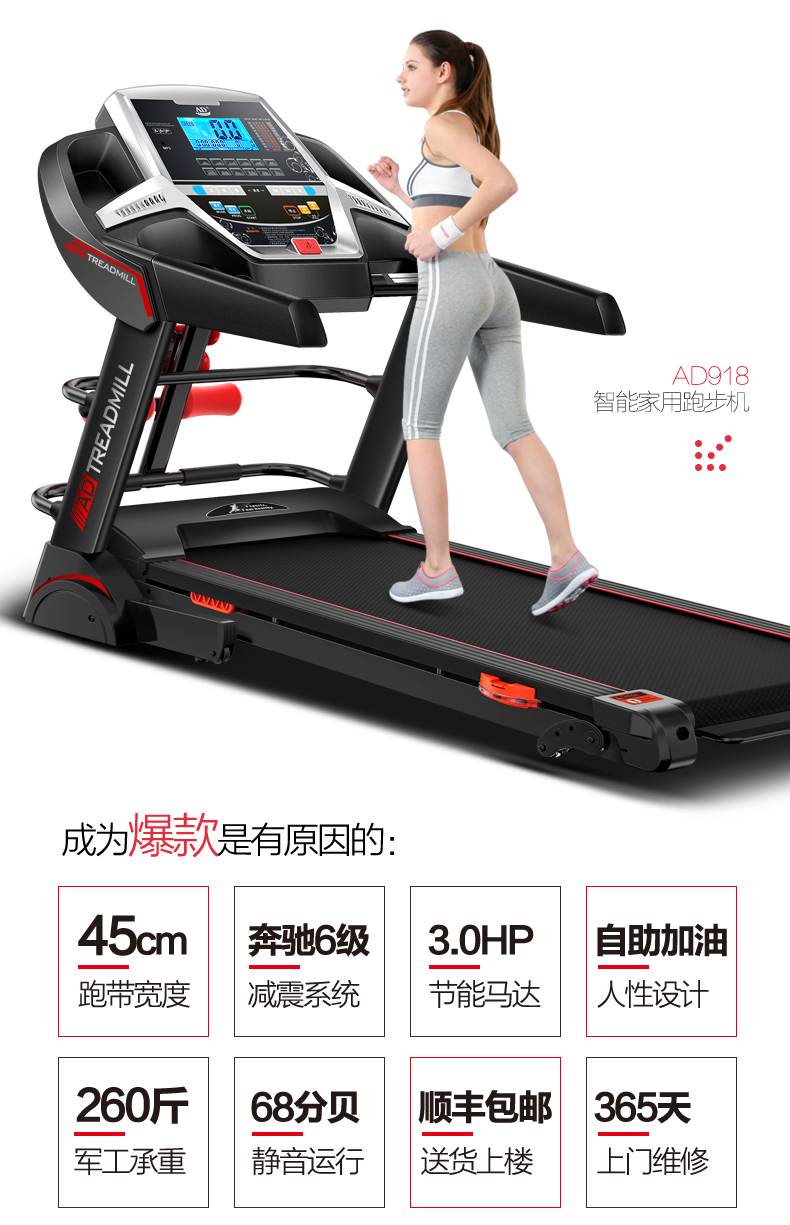 AD
0.0
START
STOP
TREADMILL
AD TREADMILL
AD918
智能家用跑步机
成为爆款是有原因的:
45cm
跑带宽度
奔驰6级
减震系统
3.0HP
节能马达
自助加油
人性设计
260斤
军工承重
68分贝
静音运行
顺丰包邮
送货上楼
365天
上门维修